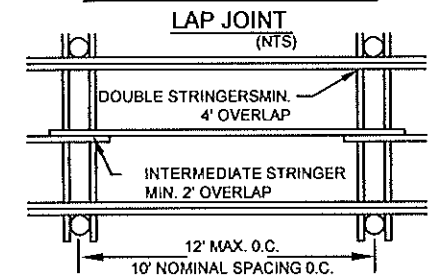 LAP JOINT
(NTS)
DOUBLE STRINGERSMIN.
4' OVERLAP
INTERMEDIATE STRINGER
MIN. 2' OVERLAP
12' MAX. O.C.
10' NOMINAL SPACING O.C.